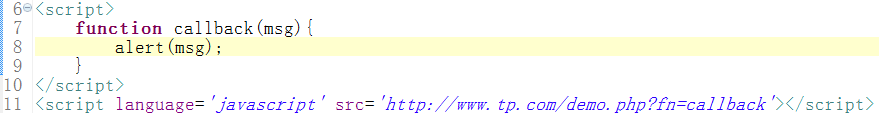 6 <script>
7 function callback(msg){
8 alert(msg);
9 }
10 </script>
11 <script language='javascript' src='http://www.tp.com/demo.php?fn=callback'></script>